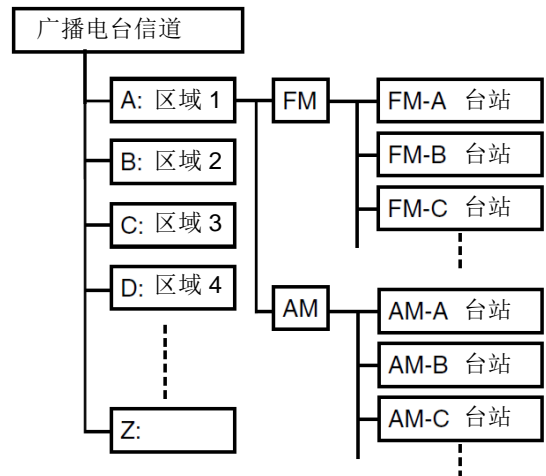 广播电台信道
A: 区域 1
FM
FM-A 台站
B: 区域 2
FM-B 台站
C: 区域 3
FM-C 台站
D: 区域 4
AM
AM-A 台站
AM-B 台站
Z:
AM-C 台站